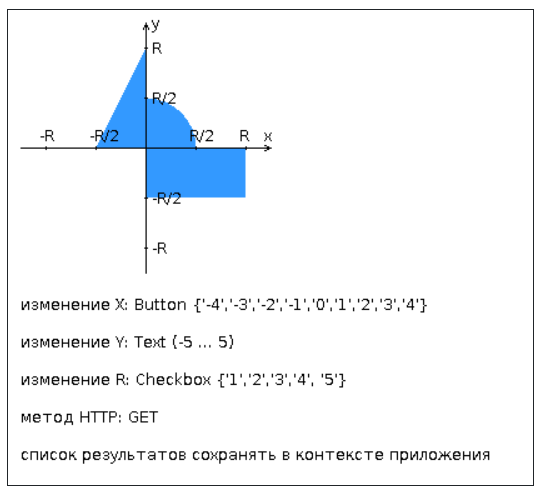 y
R
R/2
-R -R/2 R/2 R x
-R/2
-R
изменение X: Button {'-4','-3','-2','-1','0','1','2','3','4'}
изменение Y: Text (-5 ... 5)
изменение R: Checkbox {'1','2','3','4', '5'}
метод HTTP: GET
список результатов сохранять в контексте приложения